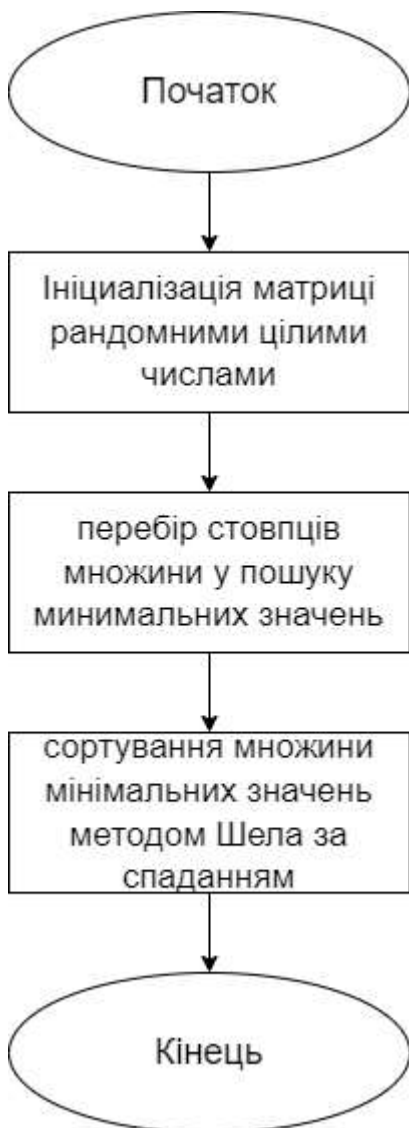 Початок
Ініциалізація матриці
рандомними цілими
числами
перебір стовпців
множини у пошуку
минимальних значень
сортування множини
мінімальних значень
методом Шела за
спаданням
Кінець